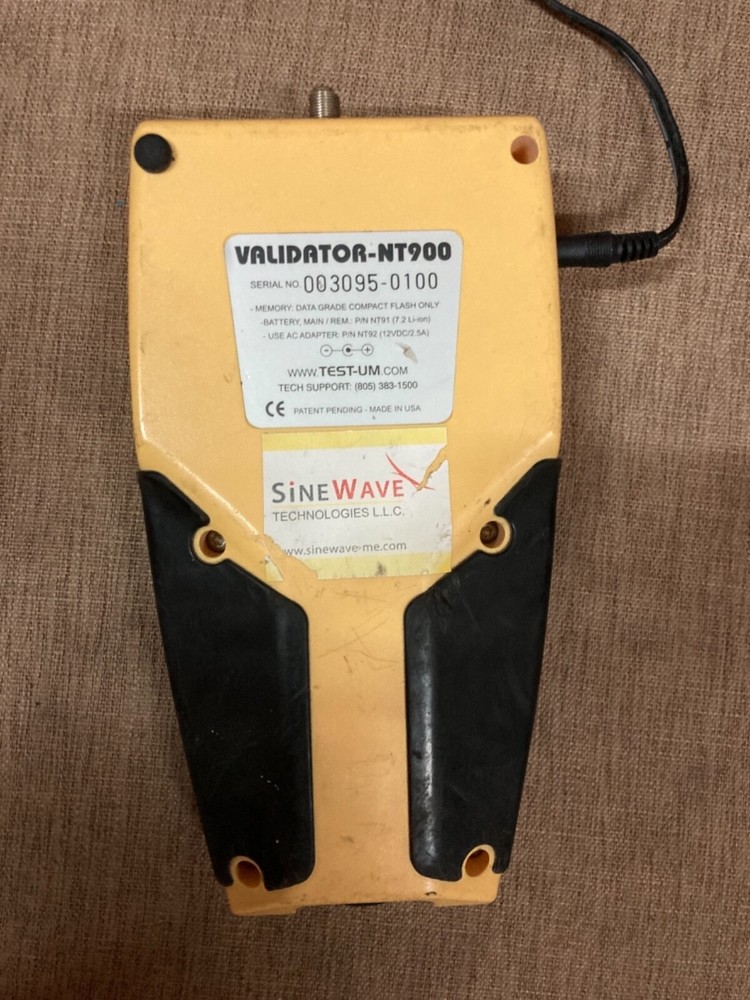 VALIDATOR-NT900
SERIAL NO. 003095-0100
- MEMORY: DATA GRADE COMPACT FLASH ONLY
-BATTERY, MAIN / REM.: P/N NT91 (7.2 Li-ion)
- USE AC ADAPTER: P/N NT92 (12VDC/2.5A)
WWW.TEST-UM.COM
TECH SUPPORT: (805) 383-1500
CE PATENT PENDING - MADE IN USA
SiNEWAVE
TECHNOLOGIES L.L.C.
www.sinewave-me.com